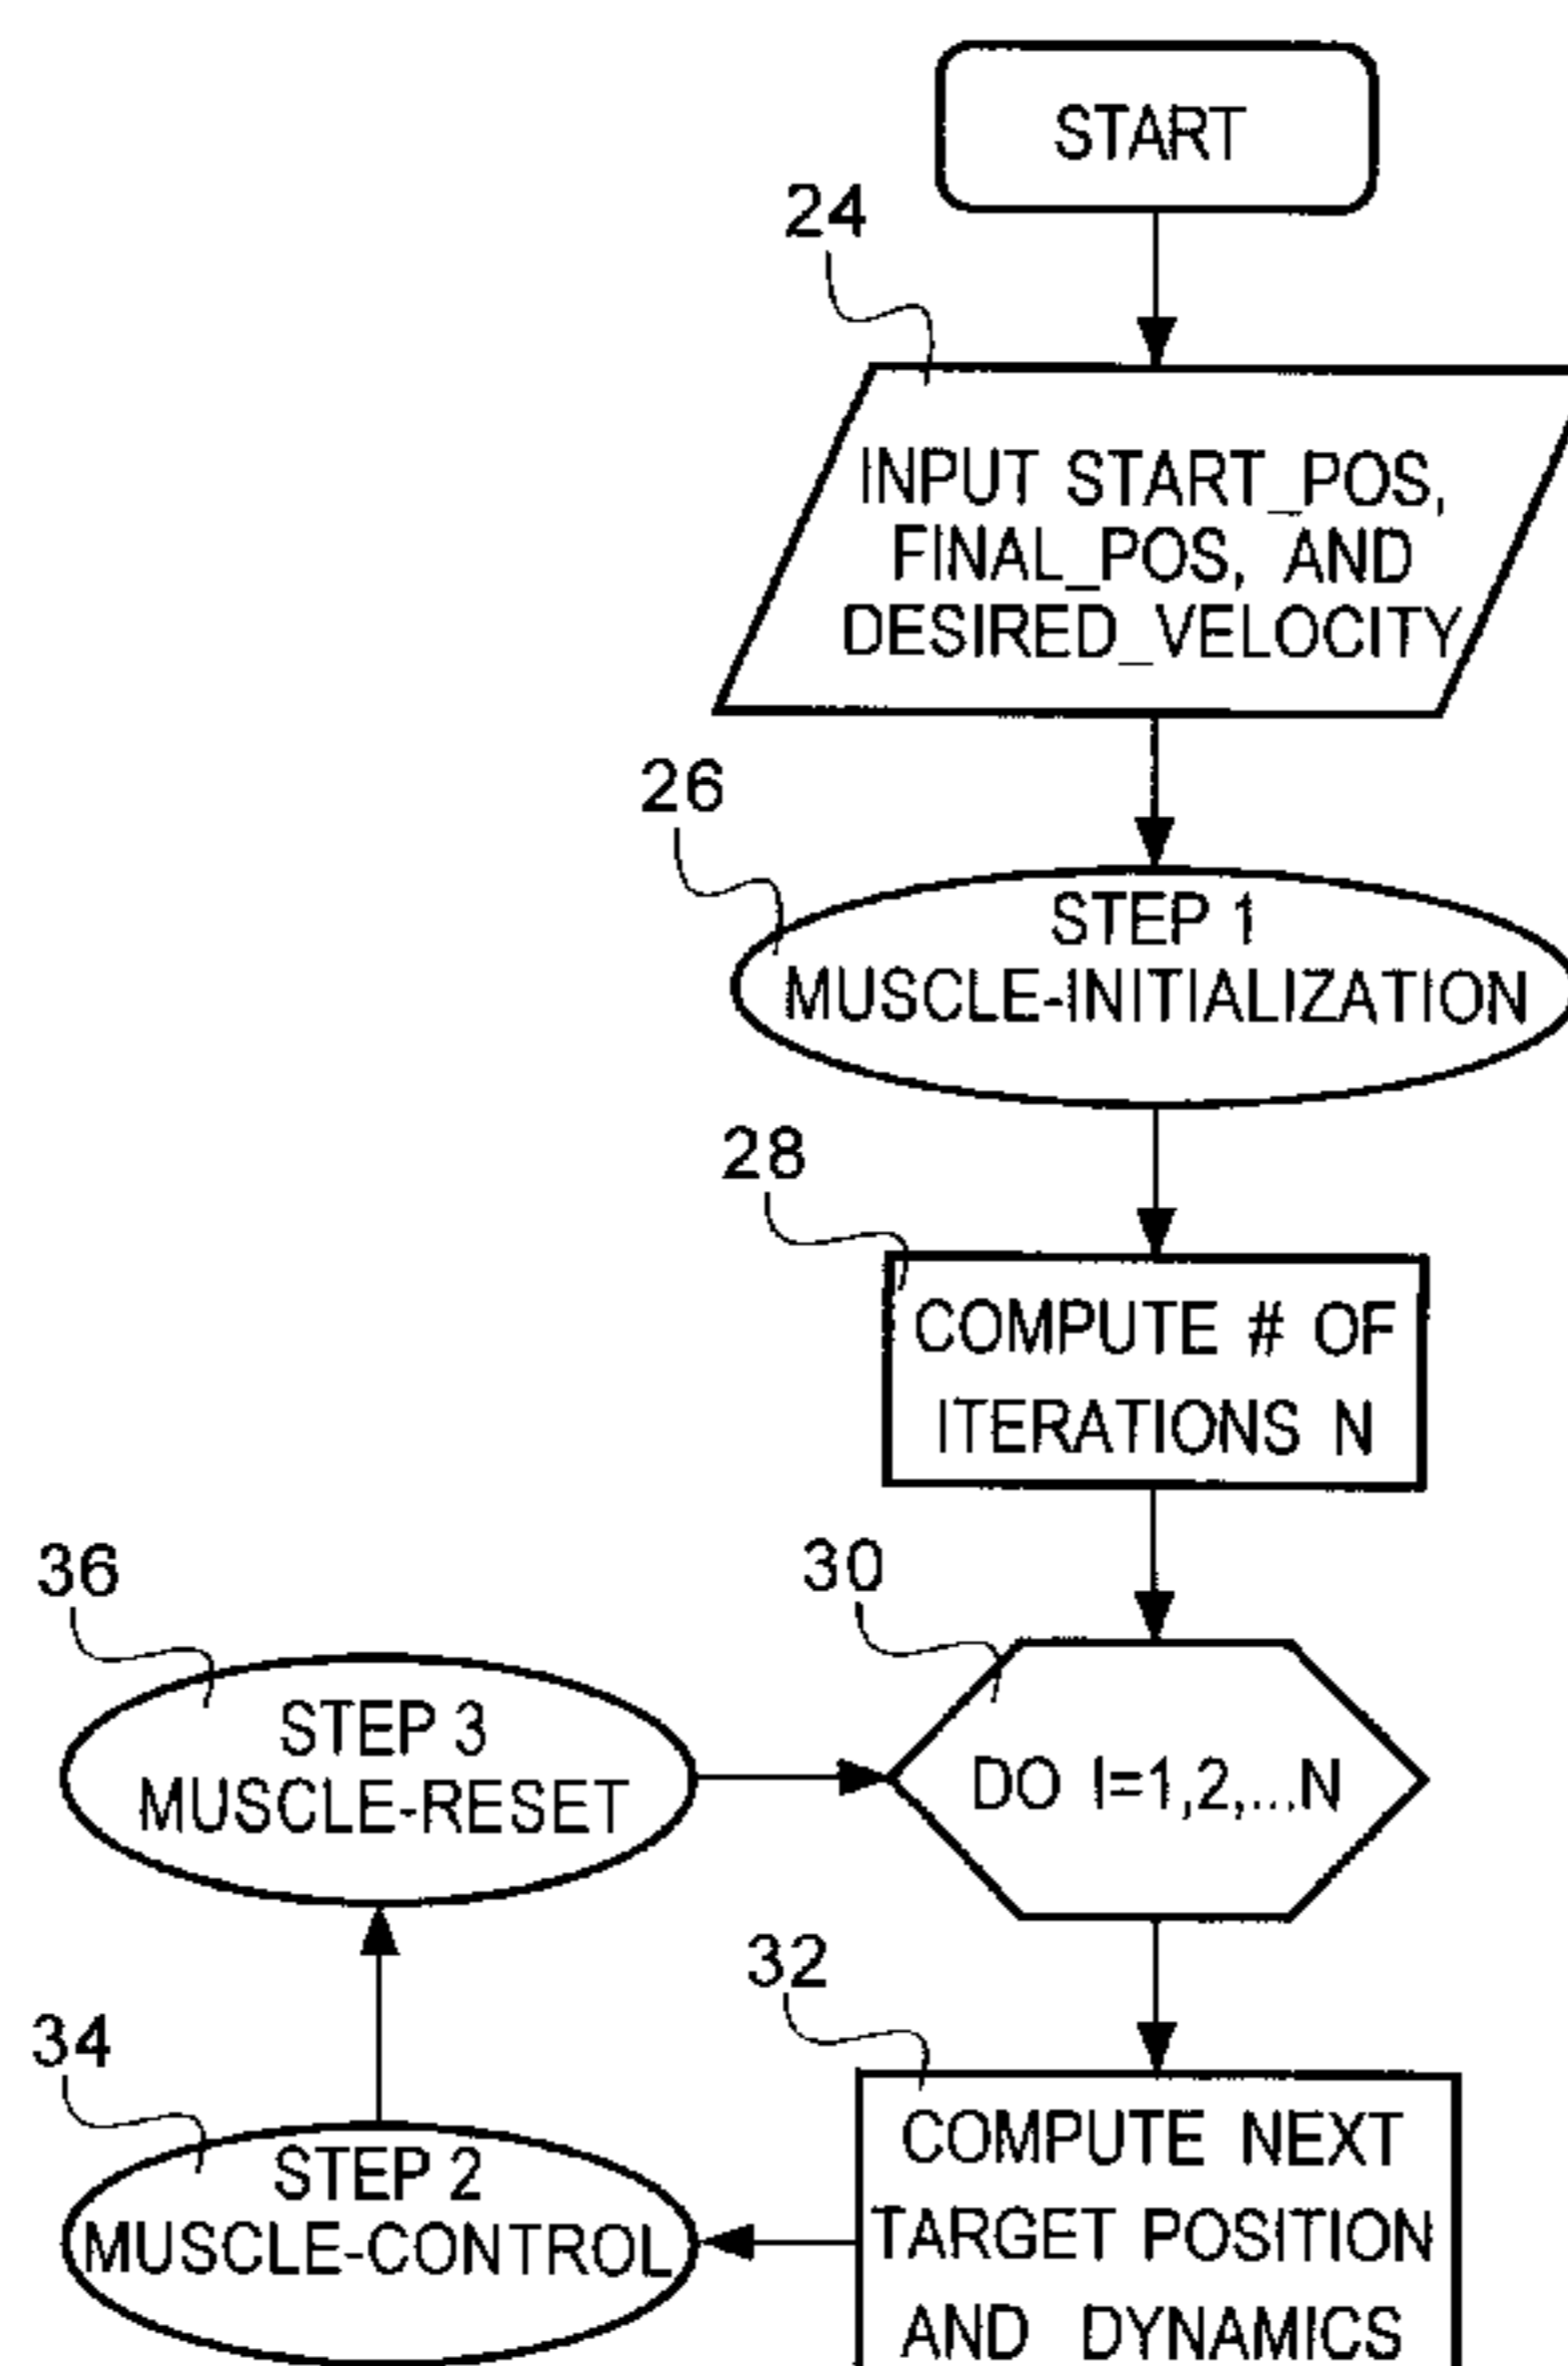 START
24
INPUT START_POS,
FINAL_POS, AND
DESIRED_VELOCITY
26
STEP 1
MUSCLE-INITIALIZATION
28
COMPUTE # OF
ITERATIONS N
30
DO I=1,2,...N
36
STEP 3
MUSCLE-RESET
32
COMPUTE NEXT
TARGET POSITION
AND DYNAMICS
34
STEP 2
MUSCLE-CONTROL